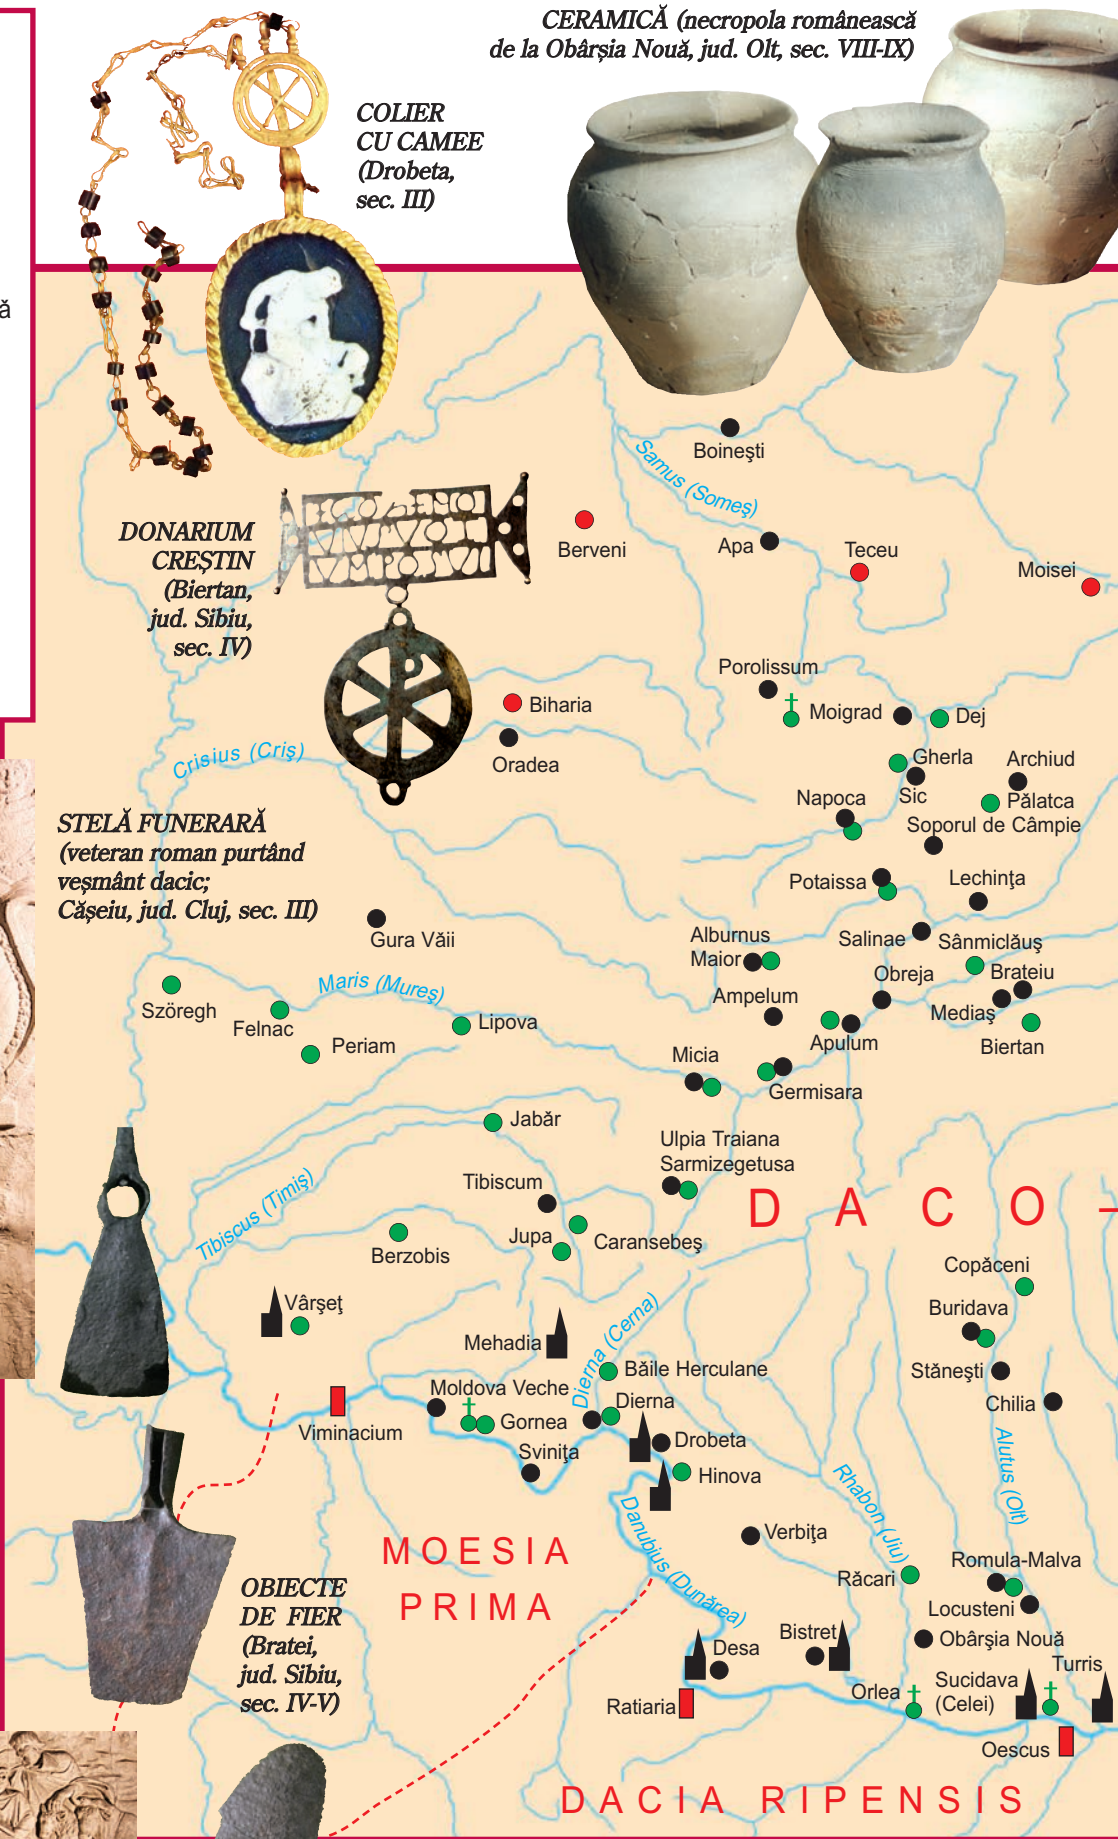 CERAMICĂ (necropola românească
de la Obârșia Nouă, jud. Olt, sec. VIII-IX)
COLIER
CU CAMEE
(Drobeta,
sec. III)
ă
Boineşti
Samus (Someş)
DONARIUM
CREȘTIN
(Biertan,
jud. Sibiu,
sec. IV)
Berveni
Apa
Teceu
Moisei
Porolissum
Moigrad
Dej
Biharia
Oradea
Crisius (Criş)
Gherla
Sic
Archiud
Napoca
Pălatca
Soporul de Câmpie
STELĂ FUNERARĂ
(veteran roman purtând
veșmânt dacic;
Cășeiu, jud. Cluj, sec. III)
Potaissa
Lechinţa
Gura Văii
Alburnus
Maior
Salinae
Sânmiclăuş
Obreja
Brateiu
Maris (Mureş)
Szöregh
Felnac
Periam
Lipova
Ampelum
Mediaş
Apulum
Biertan
Micia
Germisara
Jabăr
Ulpia Traiana
Sarmizegetusa
Tibiscum
DACO-
Tibiscus (Timiş)
Berzobis
Jupa
Caransebeş
Copăceni
Buridava
Vârşeţ
Mehadia
Dierna (Cerna)
Băile Herculane
Stăneşti
Chilia
Moldova Veche
Dierna
Viminacium
Gornea
Sviniţa
Drobeta
Hinova
Alutus (Olt)
Rhabon (Jiu)
Danubius (Dunărea)
Verbiţa
MOESIA
PRIMA
Romula-Malva
Răcari
Locusteni
OBIECTE
DE FIER
(Bratei,
jud. Sibiu,
sec. IV-V)
Bistret
Obârşia Nouă
Desa
Turris
Ratiaria
Orlea
Sucidava
(Celei)
Oescus
DACIA RIPENSIS